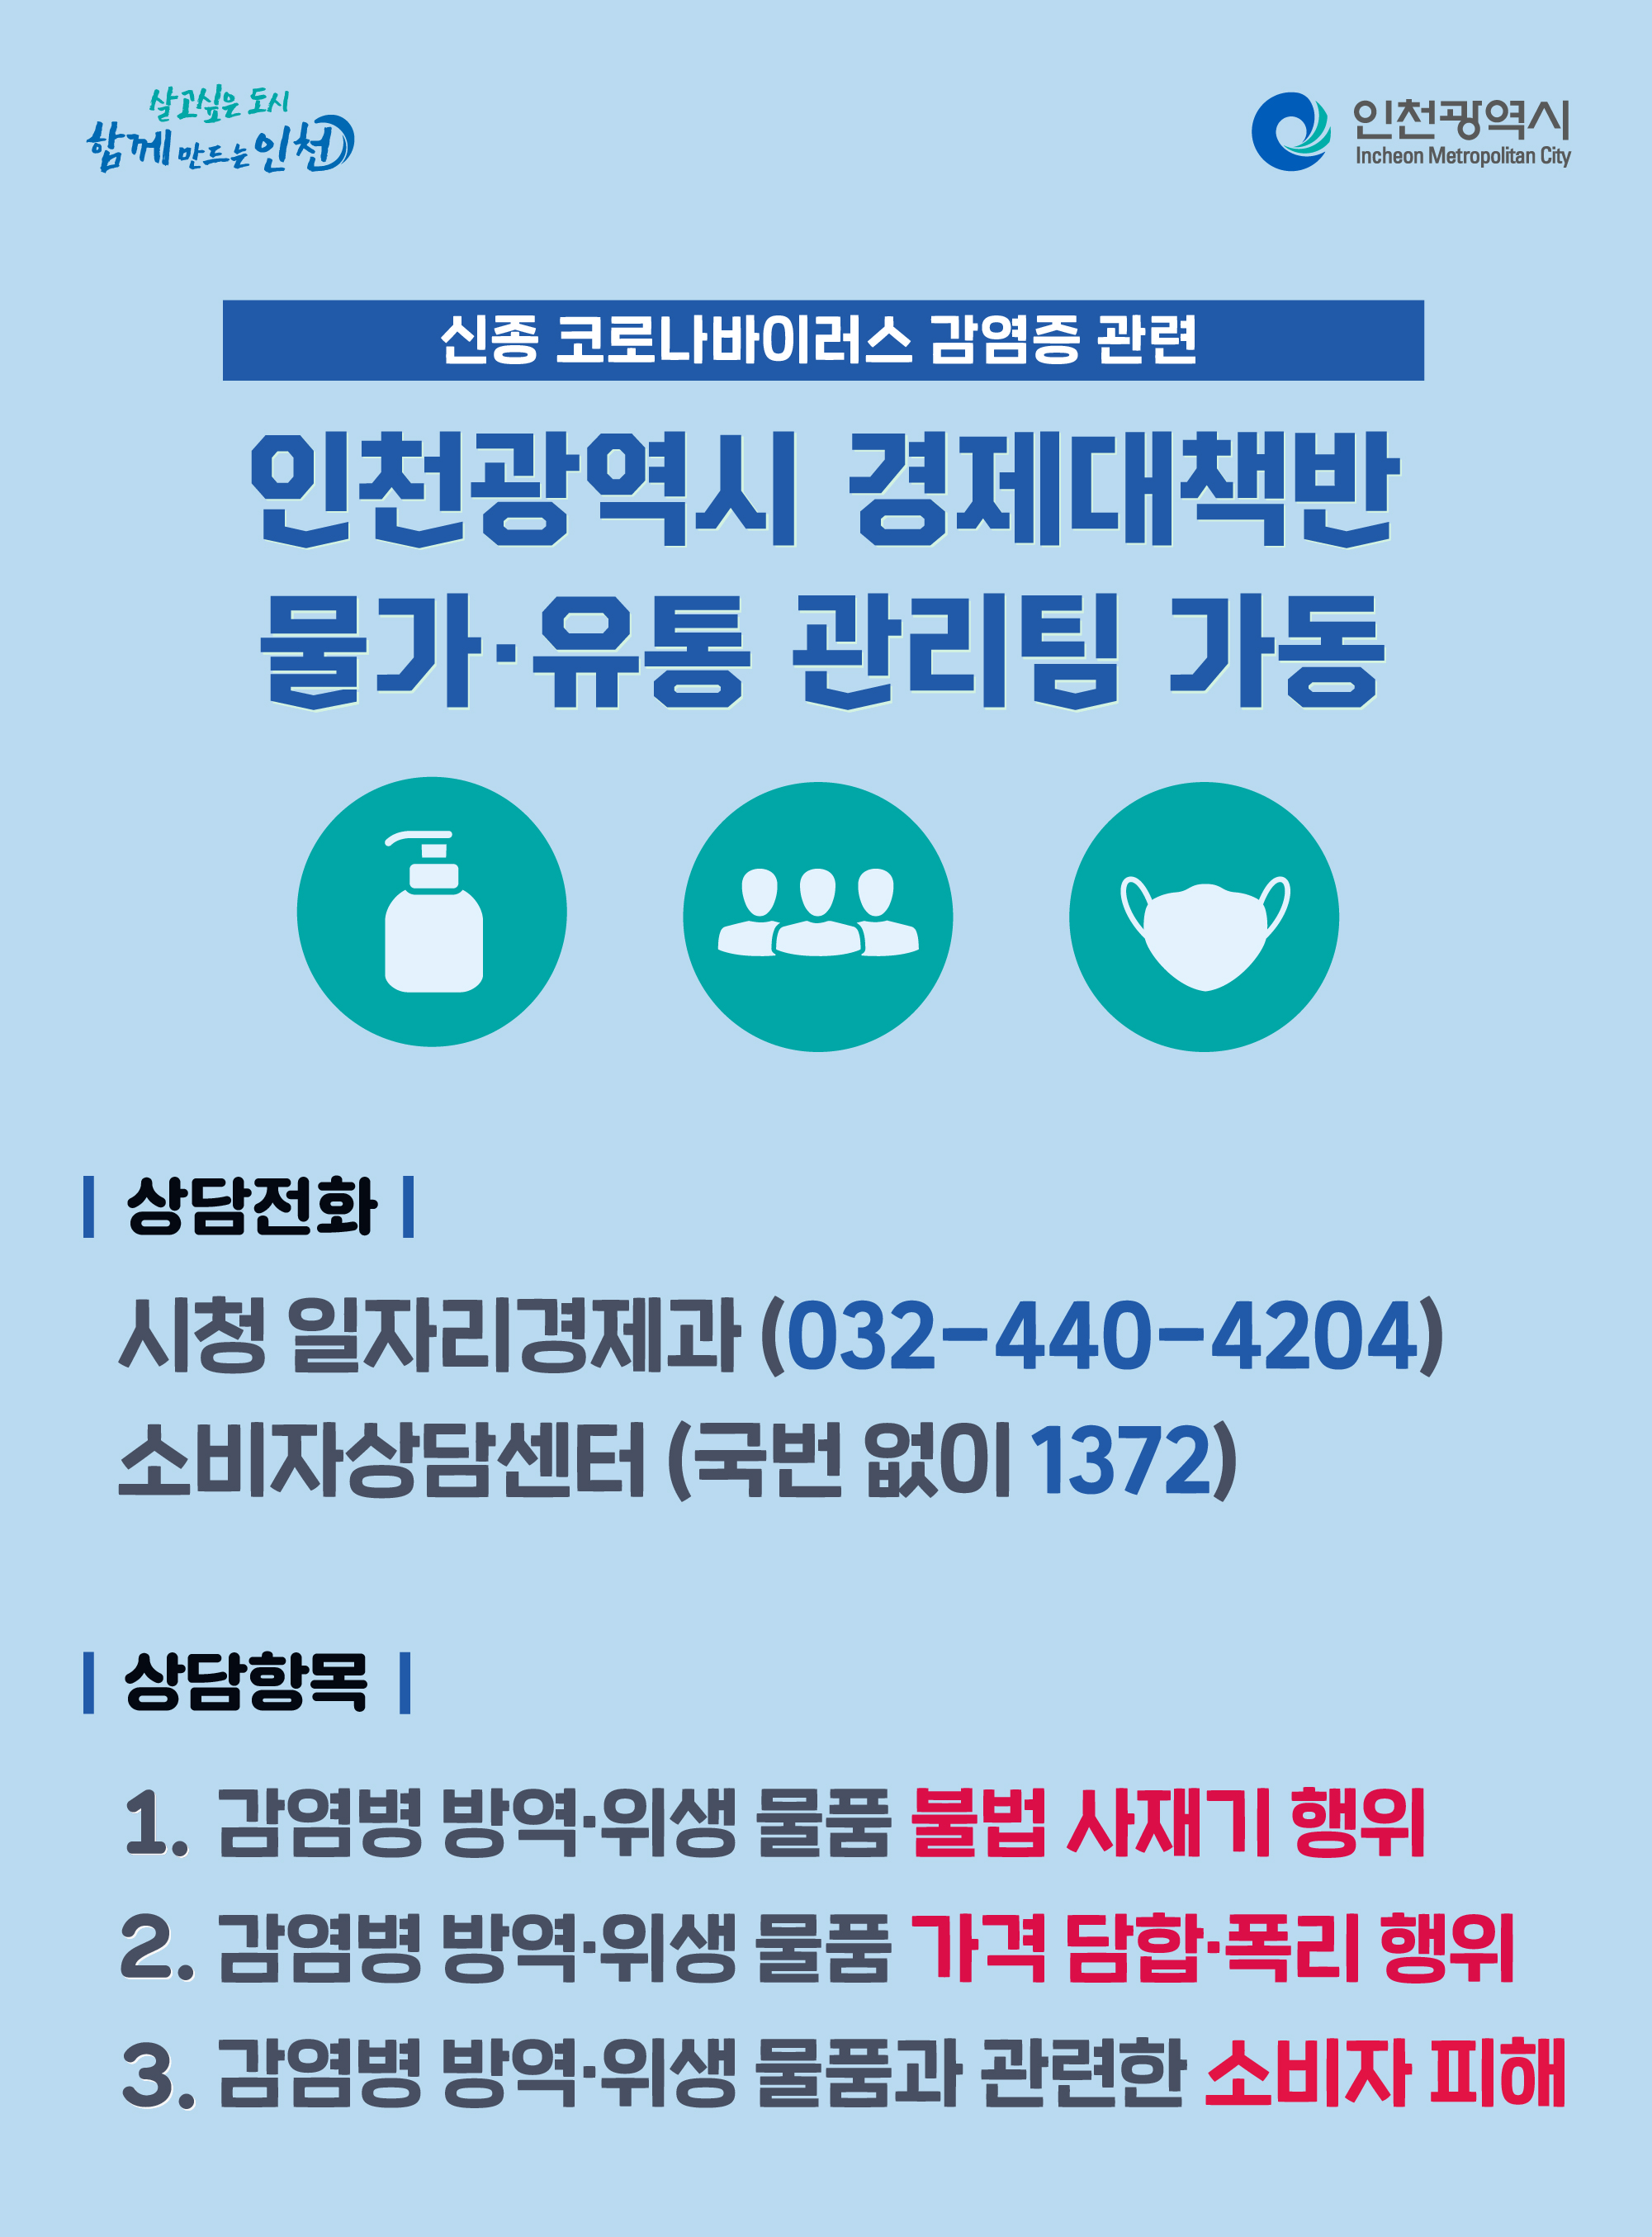 살고싶은 도시
함께 만드는 인천
인천광역시
Incheon Metropolitan City
신종 코로나바이러스 감염증 관련
인천광역시 경제대책반
물가·유통 관리팀 가동
상담전화
시청 일자리경제과 (032-440-4204)
소비자상담센터 (국번 없이 1372)
상담항목
1. 감염병 방역·위생 물품 불법 사재기 행위
2. 감염병 방역·위생 물품 가격 담합·폭리 행위
3. 감염병 방역·위생 물품과 관련한 소비자 피해